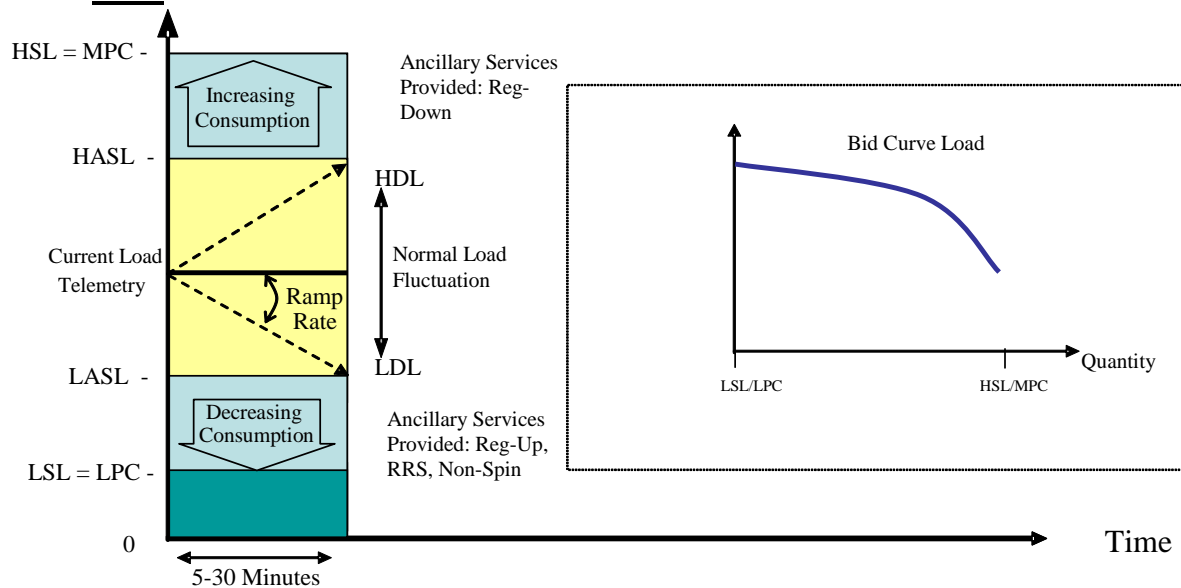 HSL = MPC -
Increasing
Consumption
Ancillary Services
Provided: Reg-
Down
HASL -
HDL
Current Load
Telemetry
Normal Load
Fluctuation
Ramp
Rate
LDL
LASL -
Decreasing
Consumption
Ancillary Services
Provided: Reg-Up,
RRS, Non-Spin
LSL = LPC -
0
5-30 Minutes
Time
Bid Curve Load
Quantity
LSL/LPC
HSL/MPC